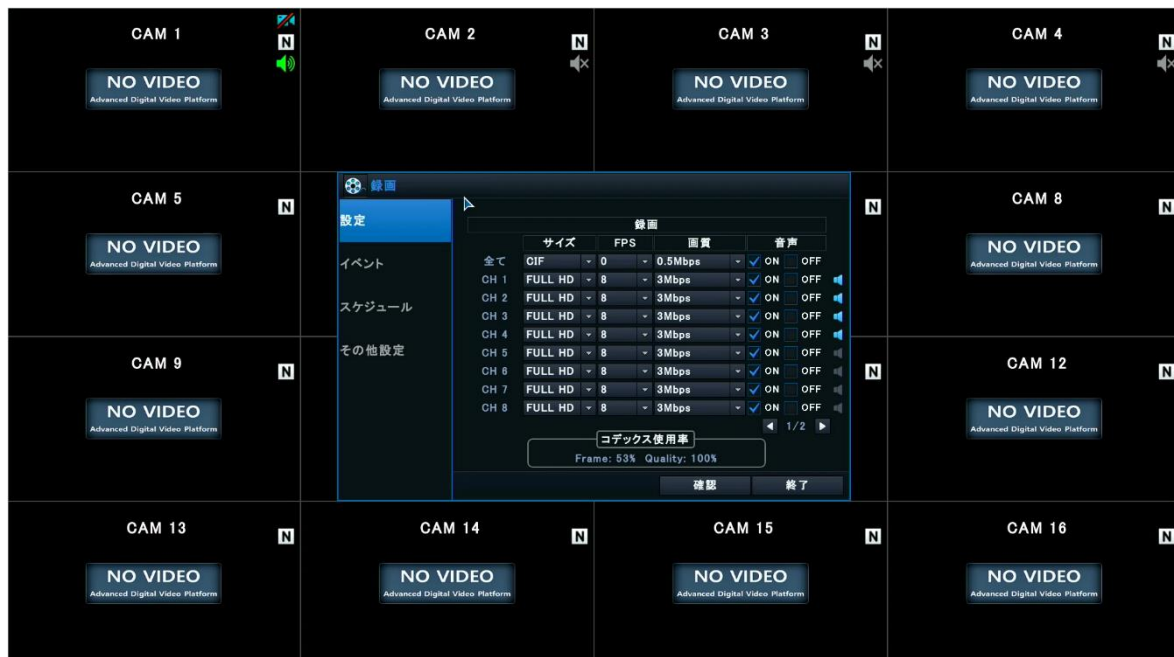 CAM 1
N
NO VIDEO
Advanced Digital Video Platform
CAM 2
N
NO VIDEO
Advanced Digital Video Platform
CAM 3
N
NO VIDEO
Advanced Digital Video Platform
CAM 4
N
NO VIDEO
Advanced Digital Video Platform
CAM 5
N
NO VIDEO
Advanced Digital Video Platform
録画
設定
イベント
スケジュール
その他設定
録画
サイズ FPS 画質 音声
全て CIF 0 0.5Mbps ON OFF
CH 1 FULL HD 8 3Mbps ON OFF
CH 2 FULL HD 8 3Mbps ON OFF
CH 3 FULL HD 8 3Mbps ON OFF
CH 4 FULL HD 8 3Mbps ON OFF
CH 5 FULL HD 8 3Mbps ON OFF
CH 6 FULL HD 8 3Mbps ON OFF
CH 7 FULL HD 8 3Mbps ON OFF
CH 8 FULL HD 8 3Mbps ON OFF
1/2
コデックス使用率
Frame: 53% Quality: 100%
確認 終了
N
CAM 8
N
NO VIDEO
Advanced Digital Video Platform
CAM 9
N
NO VIDEO
Advanced Digital Video Platform
N
CAM 12
N
NO VIDEO
Advanced Digital Video Platform
CAM 13
N
NO VIDEO
Advanced Digital Video Platform
CAM 14
N
NO VIDEO
Advanced Digital Video Platform
CAM 15
N
NO VIDEO
Advanced Digital Video Platform
CAM 16
N
NO VIDEO
Advanced Digital Video Platform